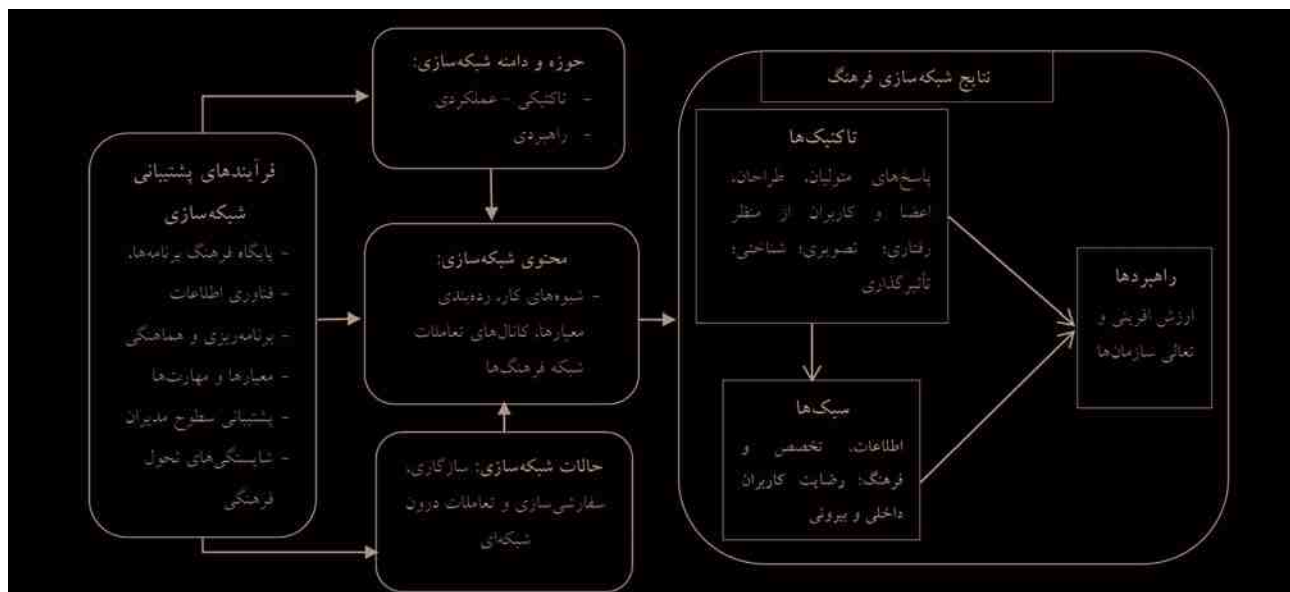 فرآیندهای پشتیبانی
شبکه‌سازی
- پایگاه فرهنگ برنامه‌ها،
- فناوری اطلاعات
- برنامه‌ریزی و هماهنگی
- معیارها و مهارت‌ها
- پشتیبانی سطوح مدیران
- شایستگی‌های تحول
فرهنگی
حوزه و دامنه شبکه‌سازی:
- تاکتیکی - عملکردی
- راهبردی
محتوی شبکه‌سازی:
- شیوه‌های کار، رده‌بندی
معیارها، کانال‌های تعاملات
شبکه فرهنگ‌ها
حالات شبکه‌سازی: سازگاری،
سفارشی‌سازی و تعاملات درون
شبکه‌ای
نتایج شبکه‌سازی فرهنگ
تاکتیک‌ها
پاسخ‌های متولیان، طراحان،
اعضا و کاربران از منظر
رفتاری؛ تصویری؛ شناختی؛
تأثیرگذاری
سبک‌ها
اطلاعات، تخصص و
فرهنگ؛ رضایت کاربران
داخلی و بیرونی
راهبردها
ارزش آفرینی و
تعالی سازمان‌ها